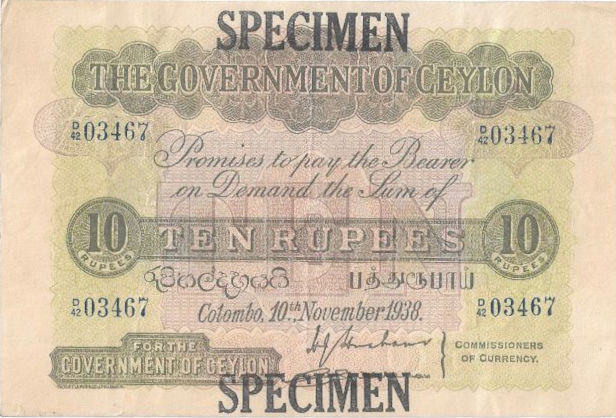 SPECIMEN
THE GOVERNMENT OF CEYLON
D/42 03467 D/42 03467
Promises to pay the Bearer
on Demand the Sum of
10 RUPEES TEN RUPEES 10 RUPEES
රුපියල්දහයයි பத்துரூபாய்
D/42 03467 D/42 03467
Colombo, 10th November 1938.
FOR THE
GOVERNMENT OF CEYLON
COMMISSIONERS
OF CURRENCY.
SPECIMEN